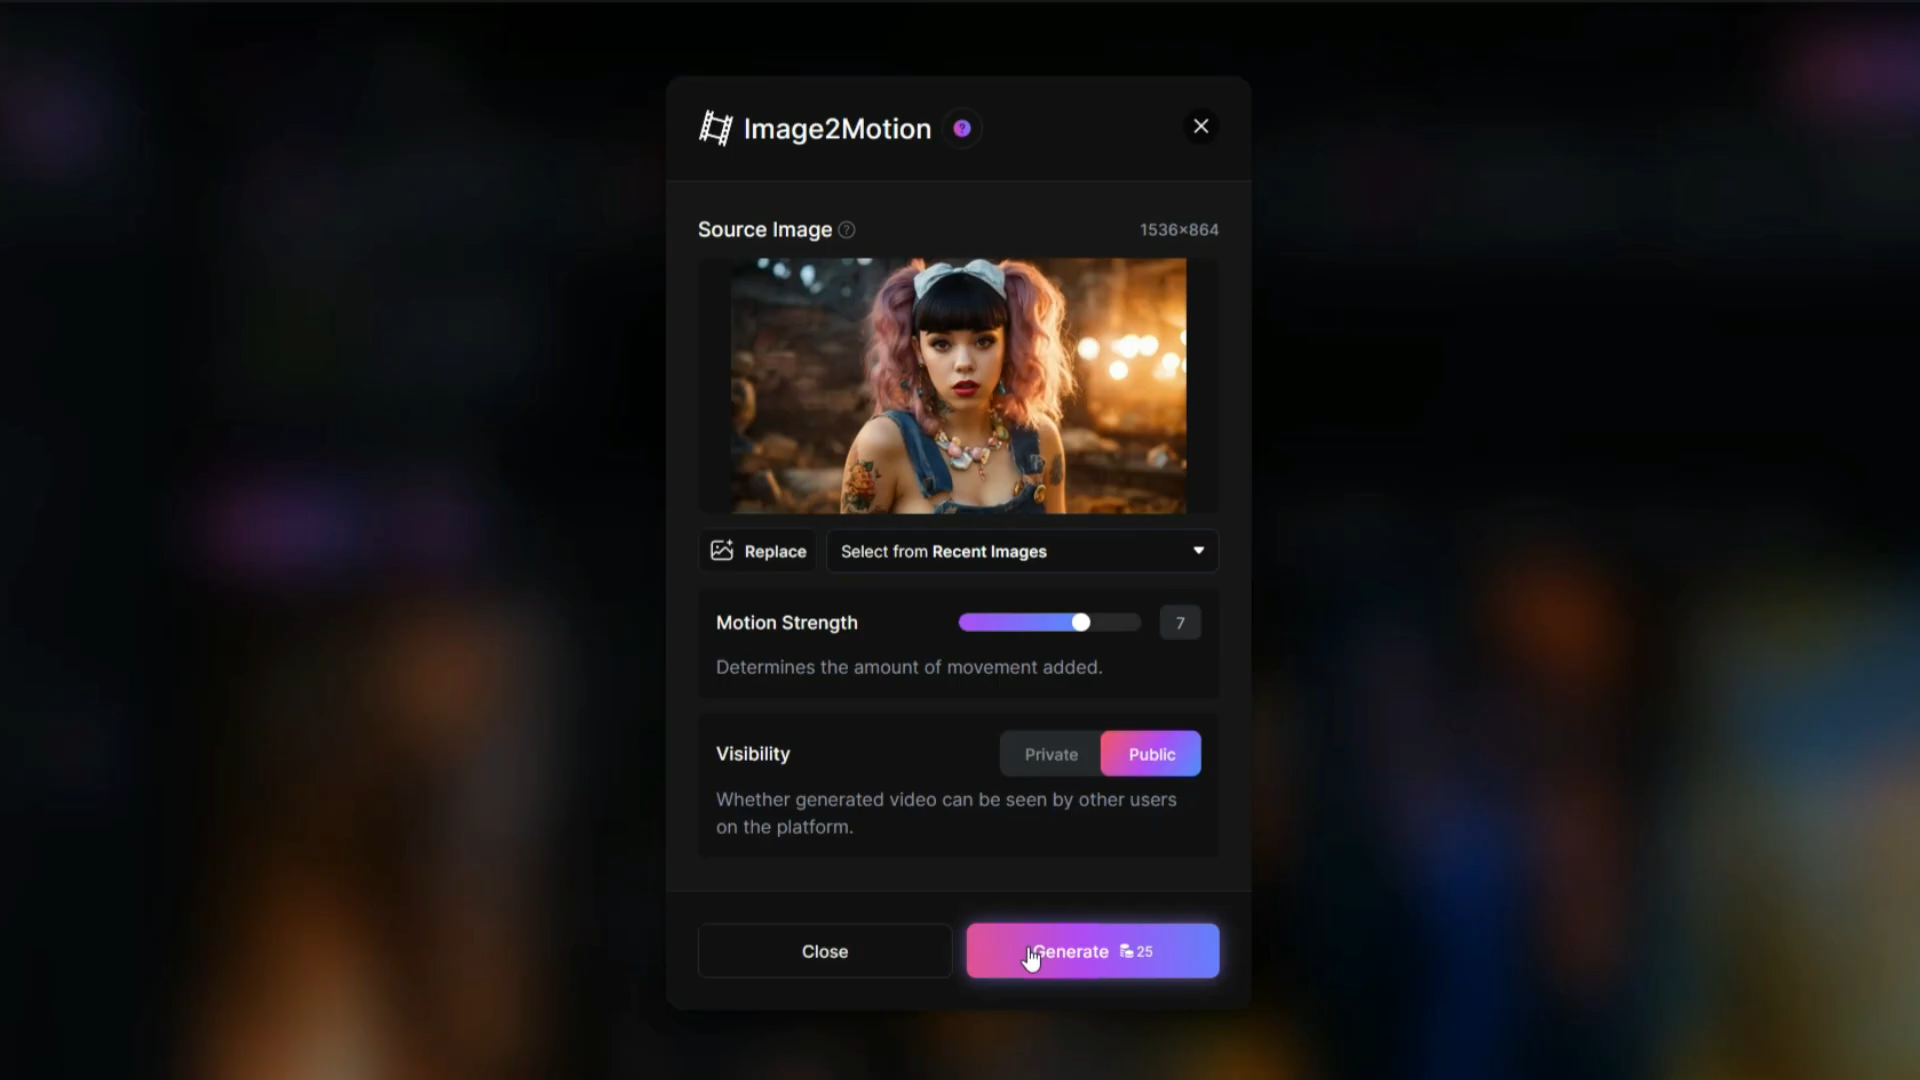 Image2Motion ?
Source Image ?
1536×864
Replace
Select from Recent Images
Motion Strength
7
Determines the amount of movement added.
Visibility
Private
Public
Whether generated video can be seen by other users
on the platform.
Close
Generate 25